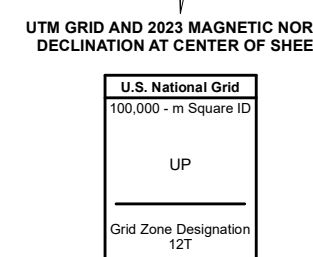 UTM GRID AND 2023 MAGNETIC NOR
DECLINATION AT CENTER OF SHEE
U.S. National Grid
100,000 - m Square ID
UP
Grid Zone Designation
12T